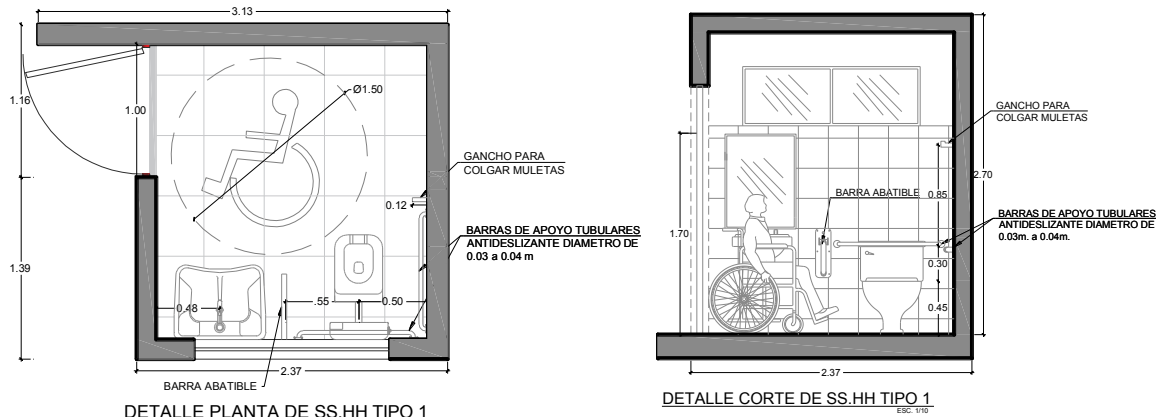 3.13
1.16
1.00
Ø1.50
GANCHO PARA
COLGAR MULETAS
0.12
BARRAS DE APOYO TUBULARES
ANTIDESLIZANTE DIAMETRO DE
0.03 a 0.04 m
1.39
0.48
.55
0.50
BARRA ABATIBLE
2.37
DETALLE PLANTA DE SS.HH TIPO 1
GANCHO PARA
COLGAR MULETAS
2.70
0.85
BARRA ABATIBLE
1.70
BARRAS DE APOYO TUBULARES
ANTIDESLIZANTE DIAMETRO DE
0.03m. a 0.04m.
0.30
0.45
2.37
DETALLE CORTE DE SS.HH TIPO 1
ESC. 1/10